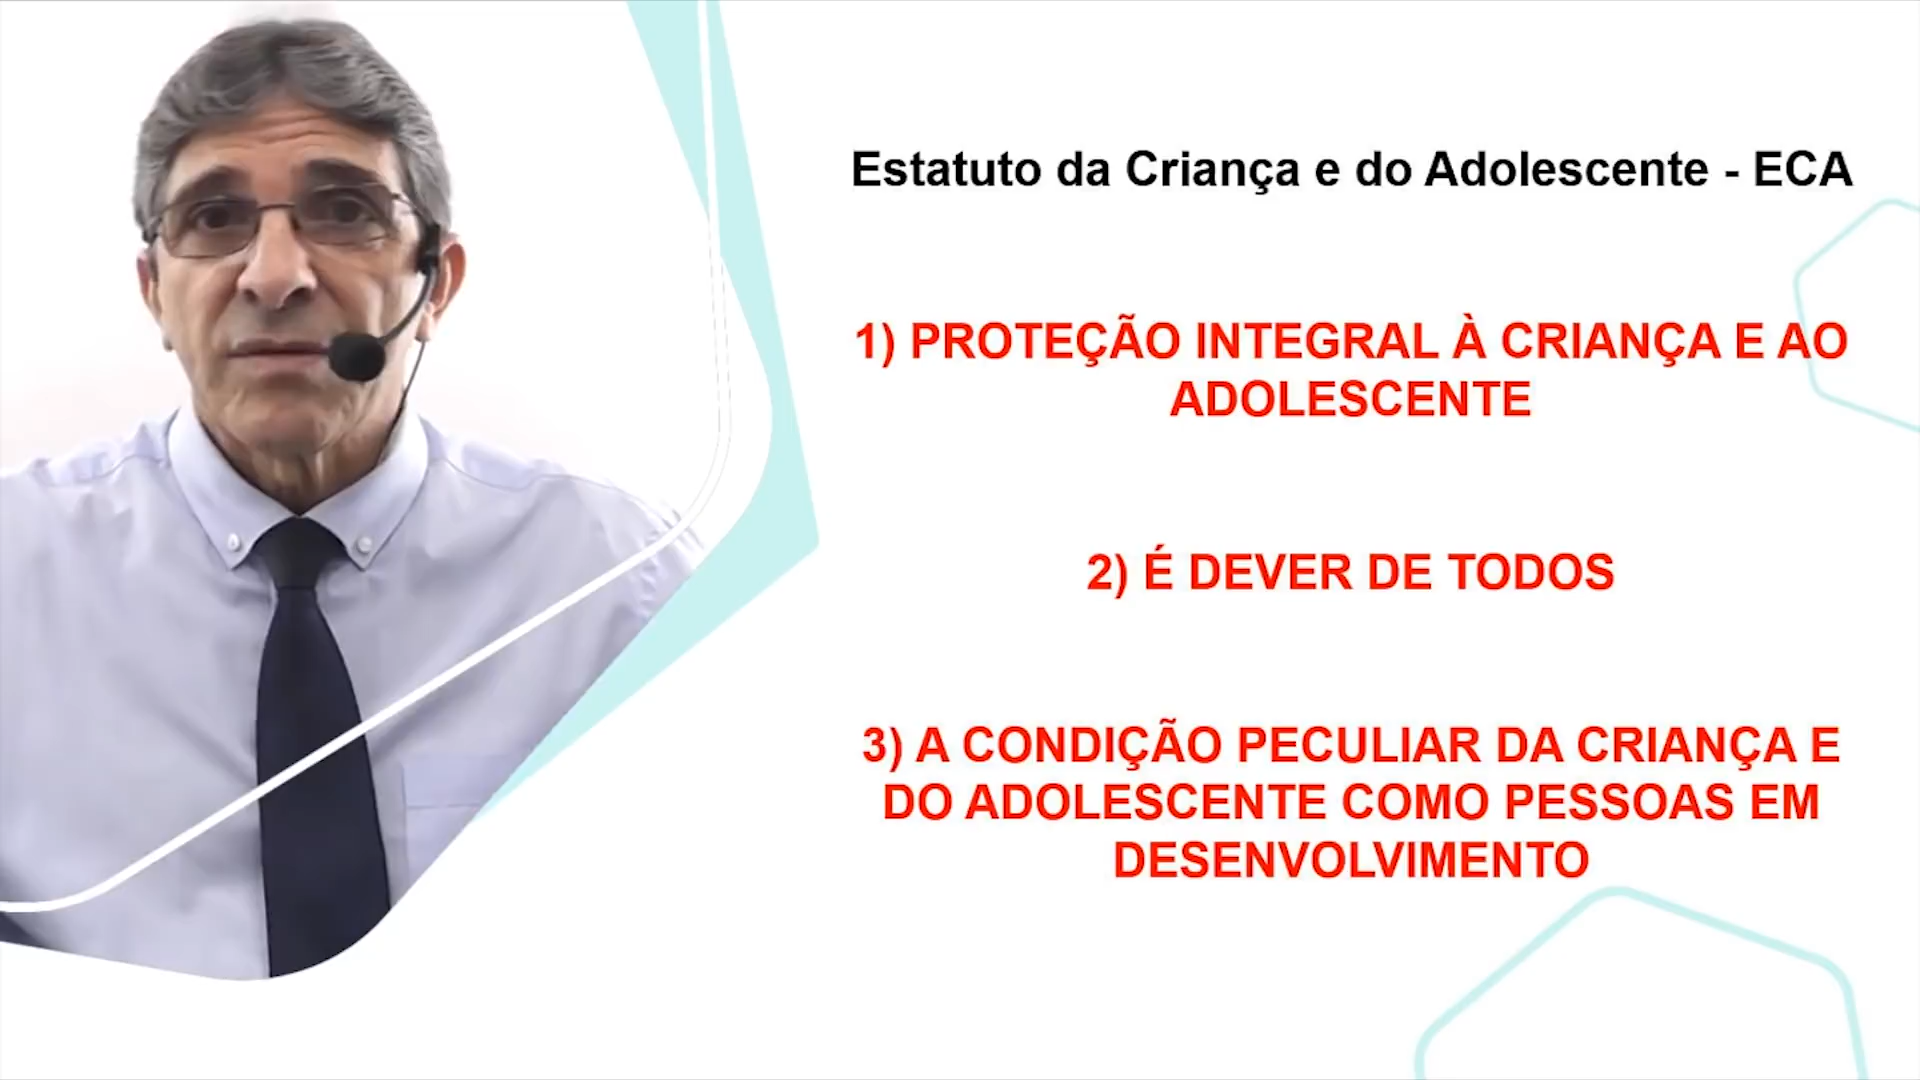 Estatuto da Criança e do Adolescente - ECA
1) PROTEÇÃO INTEGRAL À CRIANÇA E AO
ADOLESCENTE
2) É DEVER DE TODOS
3) A CONDIÇÃO PECULIAR DA CRIANÇA E
DO ADOLESCENTE COMO PESSOAS EM
DESENVOLVIMENTO